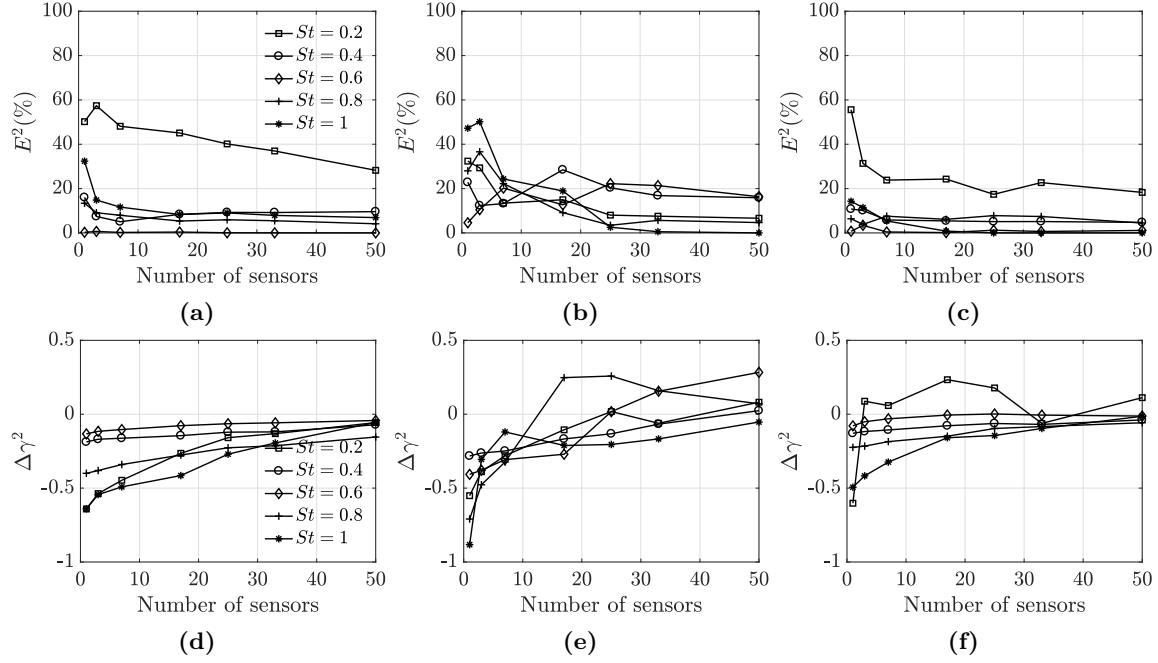 100
80
60
40
20
0
E²(%)
0 10 20 30 40 50
Number of sensors
St = 0.2
St = 0.4
St = 0.6
St = 0.8
St = 1
(a)
100
80
60
40
20
0
E²(%)
0 10 20 30 40 50
Number of sensors
(b)
100
80
60
40
20
0
E²(%)
0 10 20 30 40 50
Number of sensors
(c)
0.5
0
-0.5
-1
Δγ²
0 10 20 30 40 50
Number of sensors
St = 0.2
St = 0.4
St = 0.6
St = 0.8
St = 1
(d)
0.5
0
-0.5
-1
Δγ²
0 10 20 30 40 50
Number of sensors
(e)
0.5
0
-0.5
-1
Δγ²
0 10 20 30 40 50
Number of sensors
(f)